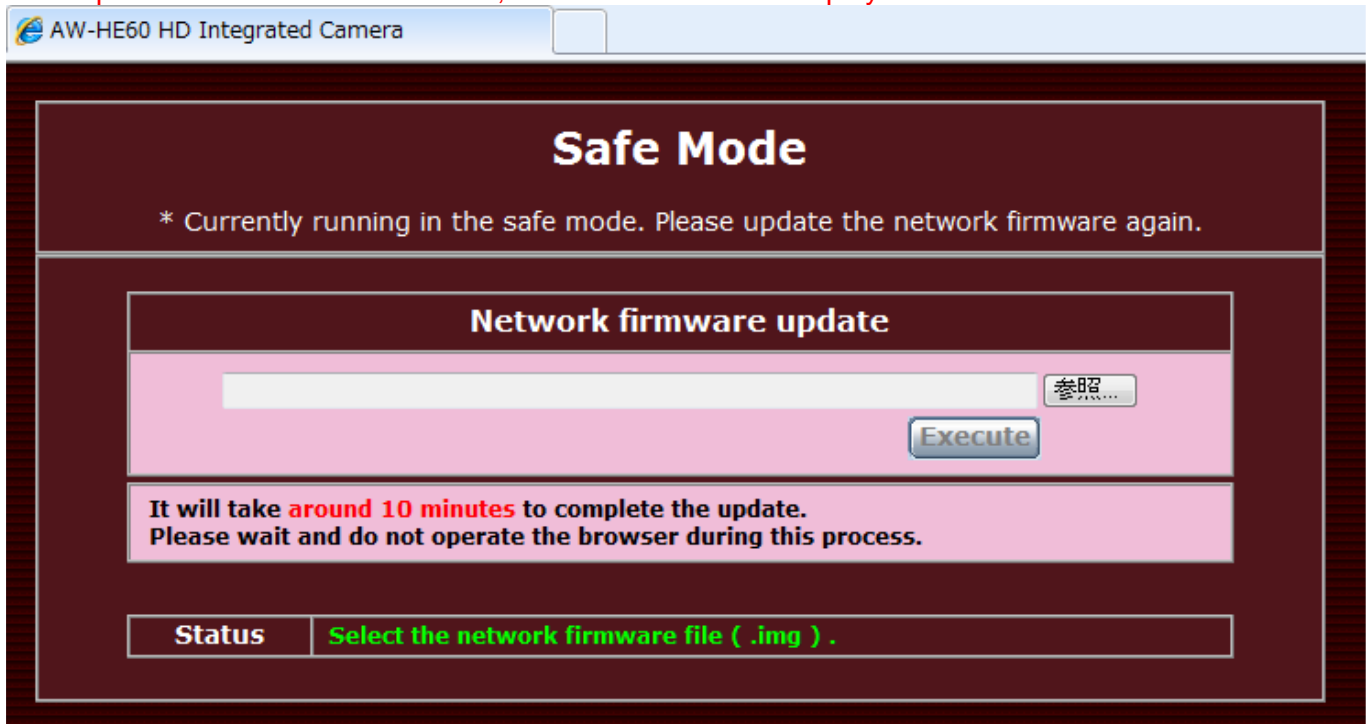 AW-HE60 HD Integrated Camera
Safe Mode
* Currently running in the safe mode. Please update the network firmware again.
Network firmware update
参照...
Execute
It will take around 10 minutes to complete the update.
Please wait and do not operate the browser during this process.
Status
Select the network firmware file ( .img ) .